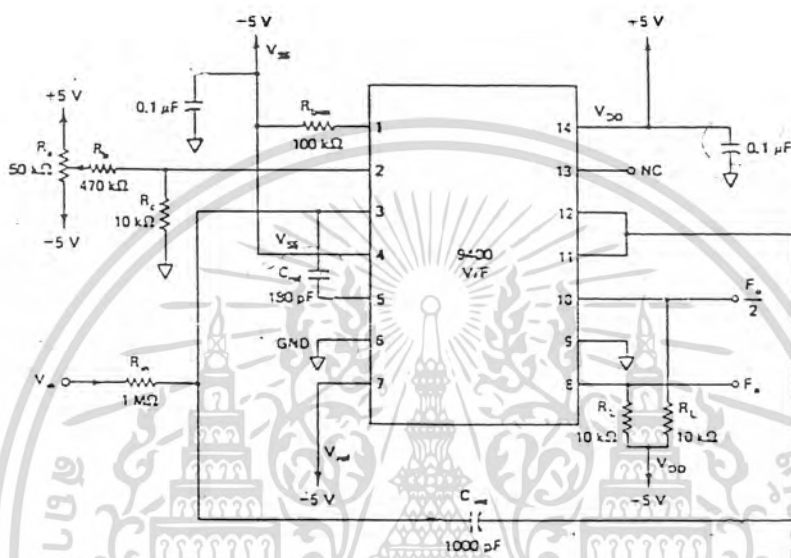 -5 V
V_SS
0.1 µF
R_bias
100 kΩ
+5 V
R_a
50 kΩ
R_b
470 kΩ
-5 V
R_c
10 kΩ
V_SS
C_ref
180 pF
GND
V_in
R_in
1 MΩ
V_ref
-5 V
C_int
1000 pF
1
2
3
4
5
6
7
9400
V/F
14
13
12
11
10
9
8
+5 V
V_DD
0.1 µF
NC
F_o
2
F_o
R_L
10 kΩ
R_L
10 kΩ
V_DD
-5 V